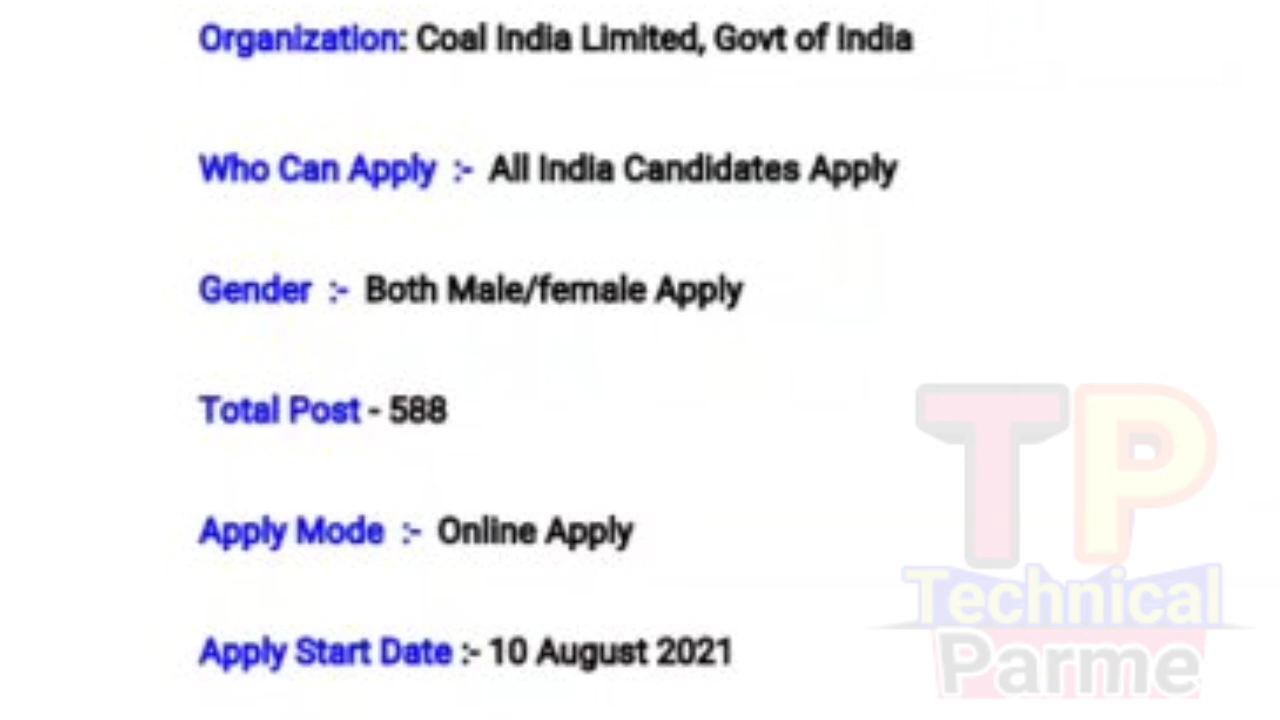 Organization: Coal India Limited, Govt of India
Who Can Apply :- All India Candidates Apply
Gender :- Both Male/female Apply
Total Post - 588
Apply Mode :- Online Apply
Apply Start Date :- 10 August 2021
TP
Technical
Parme